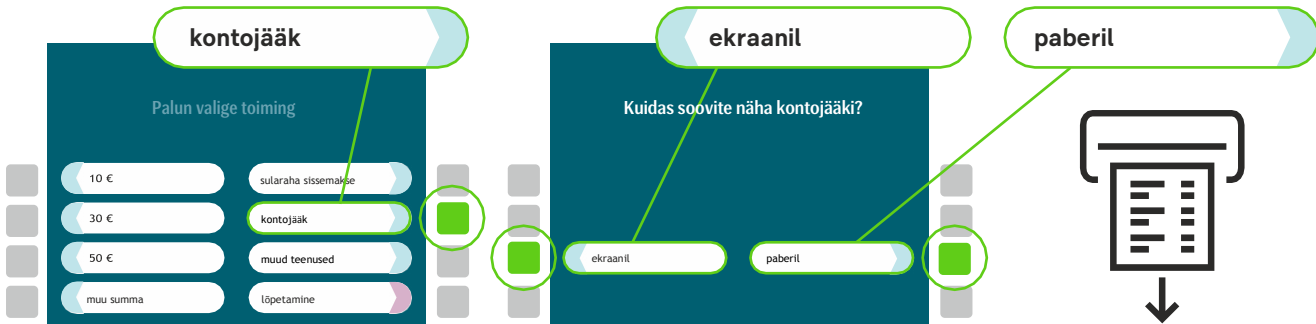 kontojääk
ekraanil
paberil
Palun valige toiming
10 €
sularaha sissemakse
30 €
kontojääk
50 €
muud teenused
muu summa
lõpetamine
Kuidas soovite näha kontojääki?
ekraanil
paberil